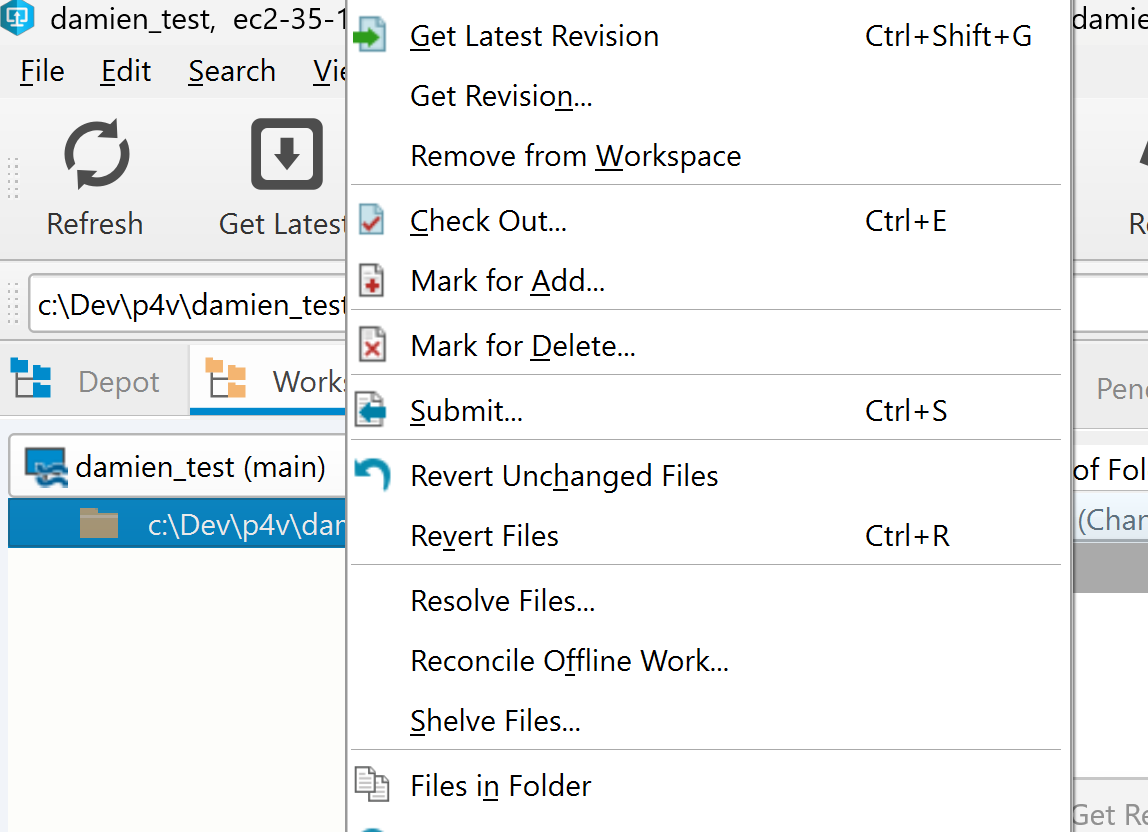 damien_test, ec2-35-1
File Edit Search Vie
Refresh
Get Latest
c:\Dev\p4v\damien_test
Depot
Works
damien_test (main)
c:\Dev\p4v\dar
Get Latest Revision Ctrl+Shift+G
Get Revision...
Remove from Workspace
Check Out... Ctrl+E
Mark for Add...
Mark for Delete...
Submit... Ctrl+S
Revert Unchanged Files
Revert Files Ctrl+R
Resolve Files...
Reconcile Offline Work...
Shelve Files...
Files in Folder
damie
Pen
of Fol
(Char
Get Re